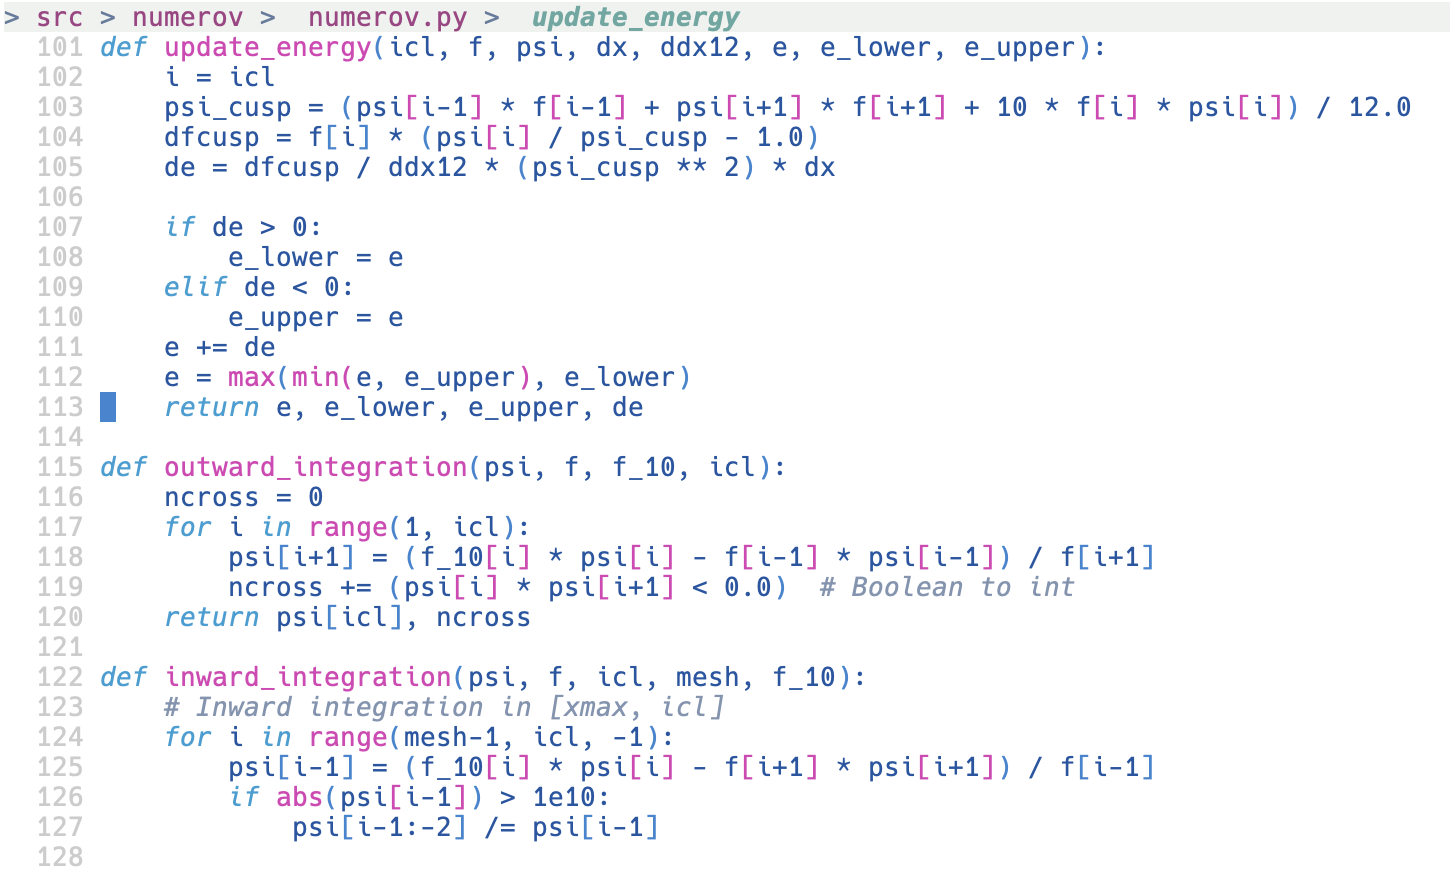 > src > numerov >  numerov.py >  update_energy
101 def update_energy(icl, f, psi, dx, ddx12, e, e_lower, e_upper):
102     i = icl
103     psi_cusp = (psi[i-1] * f[i-1] + psi[i+1] * f[i+1] + 10 * f[i] * psi[i]) / 12.0
104     dfcusp = f[i] * (psi[i] / psi_cusp - 1.0)
105     de = dfcusp / ddx12 * (psi_cusp ** 2) * dx
106
107     if de > 0:
108         e_lower = e
109     elif de < 0:
110         e_upper = e
111     e += de
112     e = max(min(e, e_upper), e_lower)
113     return e, e_lower, e_upper, de
114
115 def outward_integration(psi, f, f_10, icl):
116     ncross = 0
117     for i in range(1, icl):
118         psi[i+1] = (f_10[i] * psi[i] - f[i-1] * psi[i-1]) / f[i+1]
119         ncross += (psi[i] * psi[i+1] < 0.0)  # Boolean to int
120     return psi[icl], ncross
121
122 def inward_integration(psi, f, icl, mesh, f_10):
123     # Inward integration in [xmax, icl]
124     for i in range(mesh-1, icl, -1):
125         psi[i-1] = (f_10[i] * psi[i] - f[i+1] * psi[i+1]) / f[i-1]
126         if abs(psi[i-1]) > 1e10:
127             psi[i-1:-2] /= psi[i-1]
128